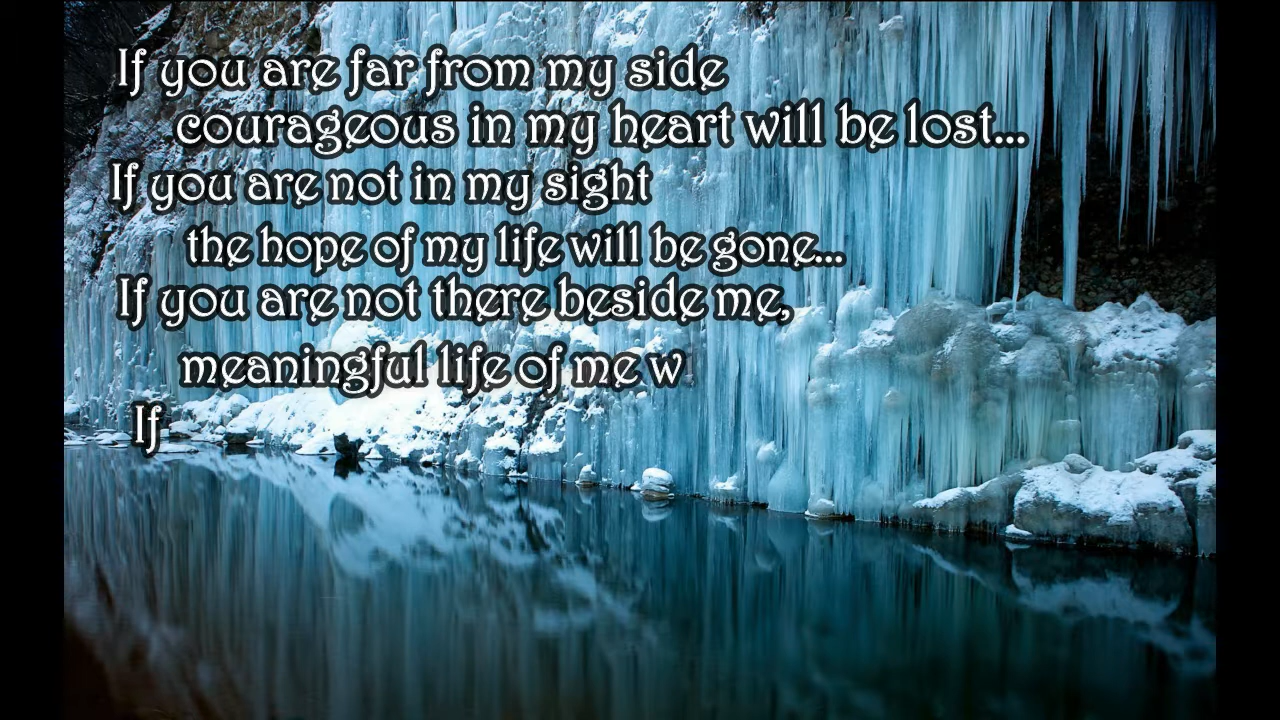 If you are far from my side
courageous in my heart will be lost...
If you are not in my sight
the hope of my life will be gone...
If you are not there beside me,
meaningful life of me w
If